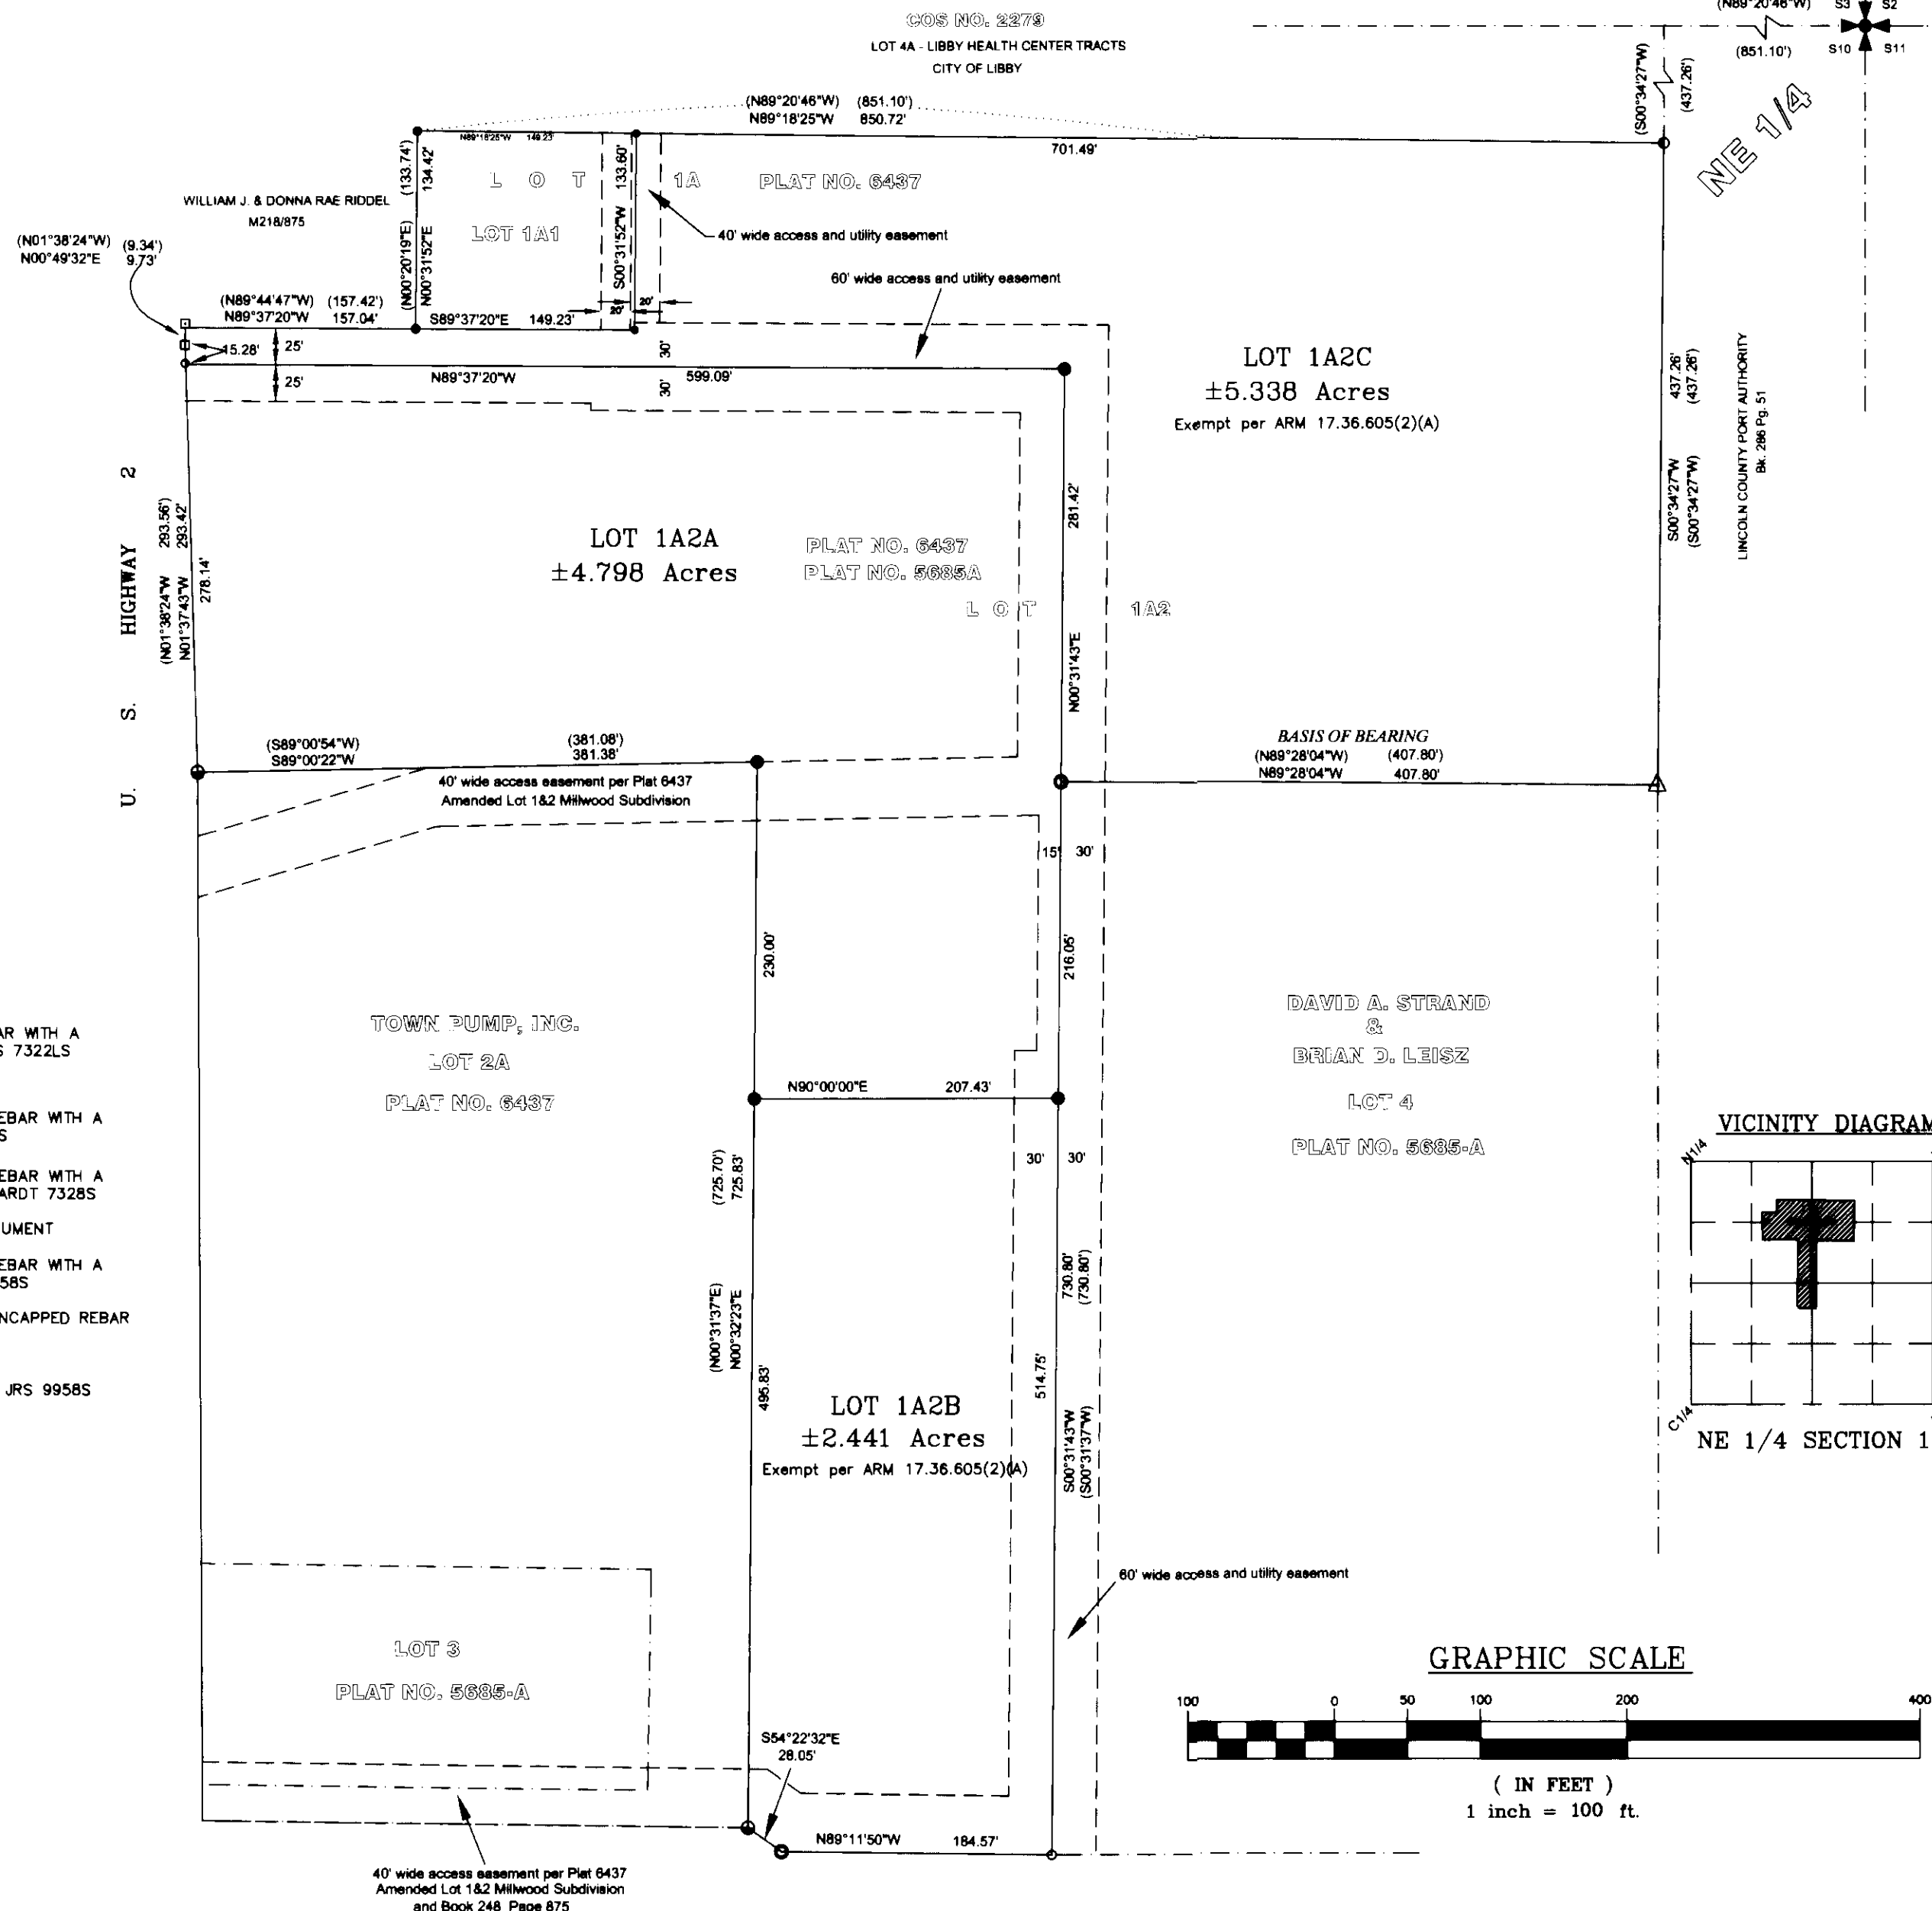 COS NO. 2279
LOT 4A - LIBBY HEALTH CENTER TRACTS
CITY OF LIBBY
(N89°20'46"W)
(851.10')
S3
S2
S10
S11
(S00°34'27"W)
(437.26')
NE 1/4
(N89°20'46"W) (851.10')
N89°18'25"W 850.72'
N89°18'25"W 149.23'
701.49'
(N00°20'19"E) (133.74')
N00°31'52"E 134.42'
S00°31'52"W 133.60'
L O T 1A
PLAT NO. 6437
LOT 1A1
WILLIAM J. & DONNA RAE RIDDEL
M218/875
40' wide access and utility easement
(N01°38'24"W) (9.34')
N00°49'32"E 9.73'
60' wide access and utility easement
(N89°44'47"W) (157.42')
N89°37'20"W 157.04'
S89°37'20"E 149.23'
20'
20'
15.28'
25'
25'
30'
30'
N89°37'20"W 599.09'
LOT 1A2C
±5.338 Acres
Exempt per ARM 17.36.605(2)(A)
S00°34'27"W 437.26'
(S00°34'27"W) (437.26')
LINCOLN COUNTY PORT AUTHORITY
Bk. 286 Pg. 51
U. S. HIGHWAY 2
(N01°38'24"W 293.56')
N01°37'43"W 293.42'
278.14'
LOT 1A2A
±4.798 Acres
PLAT NO. 6437
PLAT NO. 5685A
L O T 1A2
281.42'
N00°31'43"E
(S89°00'54"W) (381.08')
S89°00'22"W 381.38'
40' wide access easement per Plat 6437
Amended Lot 1&2 Millwood Subdivision
BASIS OF BEARING
(N89°28'04"W) (407.80')
N89°28'04"W 407.80'
15' 30'
230.00'
216.05'
TOWN PUMP, INC.
LOT 2A
PLAT NO. 6437
DAVID A. STRAND
&
BRIAN D. LEISZ
LOT 4
PLAT NO. 5685-A
AR WITH A
S 7322LS
EBAR WITH A
S
EBAR WITH A
ARDT 7328S
UMENT
EBAR WITH A
58S
NCAPPED REBAR
JRS 9958S
N90°00'00"E 207.43'
30' 30'
(N00°31'37"E) (725.70')
N00°32'23"E 725.83'
495.83'
730.80'
(730.80')
514.75'
S00°31'43"W
(S00°31'37"W)
LOT 1A2B
±2.441 Acres
Exempt per ARM 17.36.605(2)(A)
VICINITY DIAGRAM
N1/4
C1/4
NE 1/4 SECTION 1
60' wide access and utility easement
LOT 3
PLAT NO. 5685-A
S54°22'32"E
28.05'
N89°11'50"W 184.57'
40' wide access easement per Plat 6437
Amended Lot 1&2 Millwood Subdivision
and Book 248 Page 875
GRAPHIC SCALE
100 0 50 100 200 400
( IN FEET )
1 inch = 100 ft.